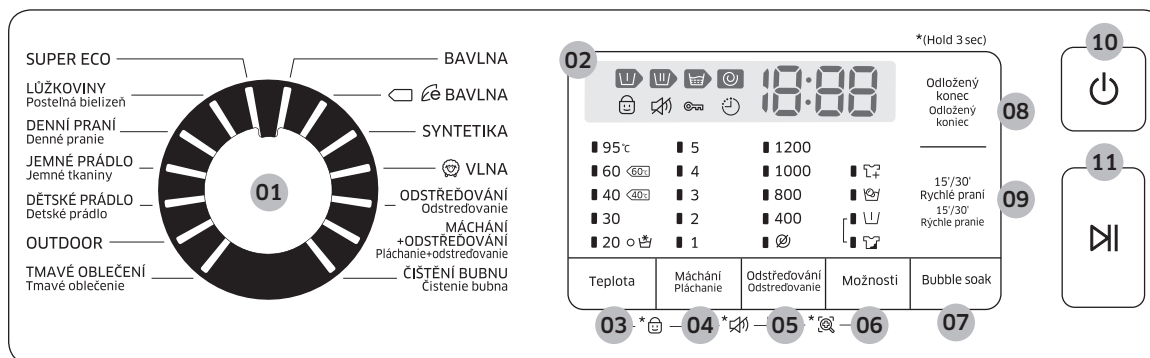 SUPER ECO
LŮŽKOVINY
Posteľná bielizeň
DENNÍ PRANÍ
Denné pranie
JEMNÉ PRÁDLO
Jemné tkaniny
DĚTSKÉ PRÁDLO
Detské prádlo
OUTDOOR
TMAVÉ OBLEČENÍ
Tmavé oblečenie
01
BAVLNA
e BAVLNA
SYNTETIKA
VLNA
ODSTŘEĎOVÁNÍ
Odstreďovanie
MÁCHÁNÍ
+ODSTŘEĎOVÁNÍ
Pláchanie+odstreďovanie
ČIŠTĚNÍ BUBNU
Čistenie bubna
02
18:88
95℃ 5 1200
60 60℃ 4 1000
40 40℃ 3 800
30 2 400
20 1
Teplota
Máchání
Pláchanie
Odstřeďování
Odstreďovanie
Možnosti
Bubble soak
*(Hold 3 sec)
Odložený
konec
Odložený
koniec
08
15'/30'
Rychlé praní
15'/30'
Rýchle pranie
09
03 * 04 * 05 * 06
07
10
11